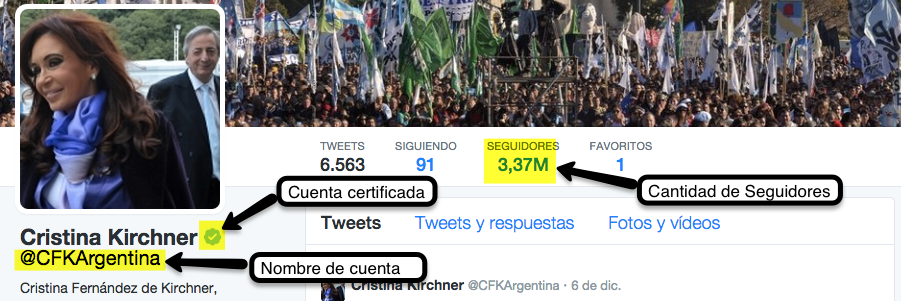 TWEETS SIGUIENDO SEGUIDORES FAVORITOS
6.563 91 3,37M 1
Cuenta certificada
Cantidad de Seguidores
Tweets Tweets y respuestas Fotos y vídeos
Cristina Kirchner
@CFKArgentina
Nombre de cuenta
Cristina Fernández de Kirchner,
Cristina Kirchner @CFKArgentina · 6 de dic.